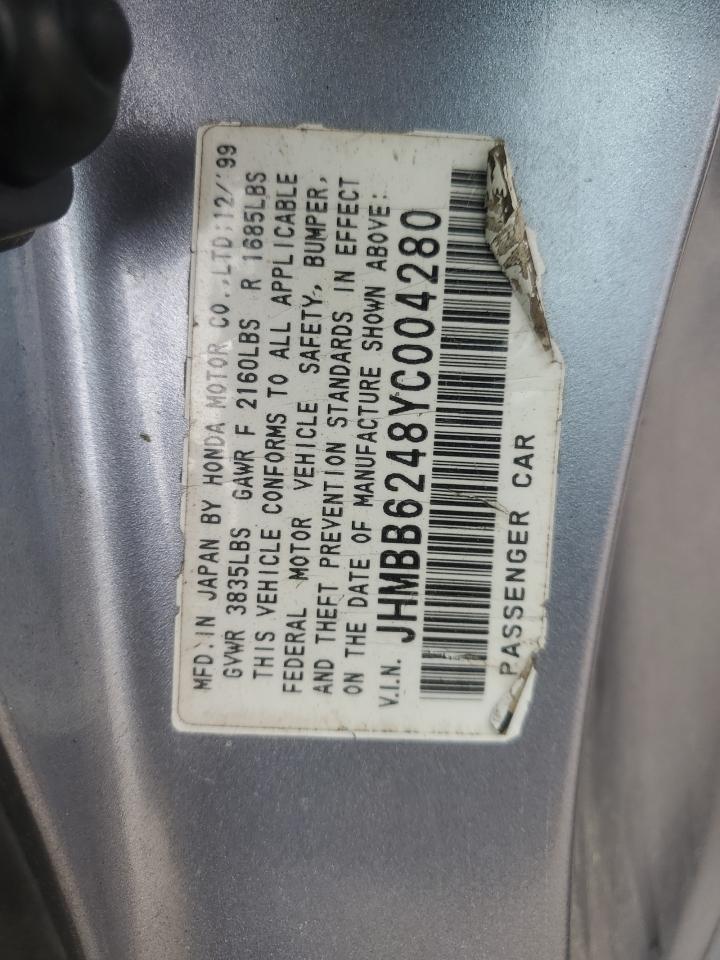 MFD. IN JAPAN BY HONDA MOTOR CO.,LTD:12/'99
GVWR 3835LBS GAWR F 2160LBS R 1685LBS
THIS VEHICLE CONFORMS TO ALL APPLICABLE
FEDERAL MOTOR VEHICLE SAFETY, BUMPER,
AND THEFT PREVENTION STANDARDS IN EFFECT
ON THE DATE OF MANUFACTURE SHOWN ABOVE:
V.I.N. JHMBB6248YC004280
PASSENGER CAR